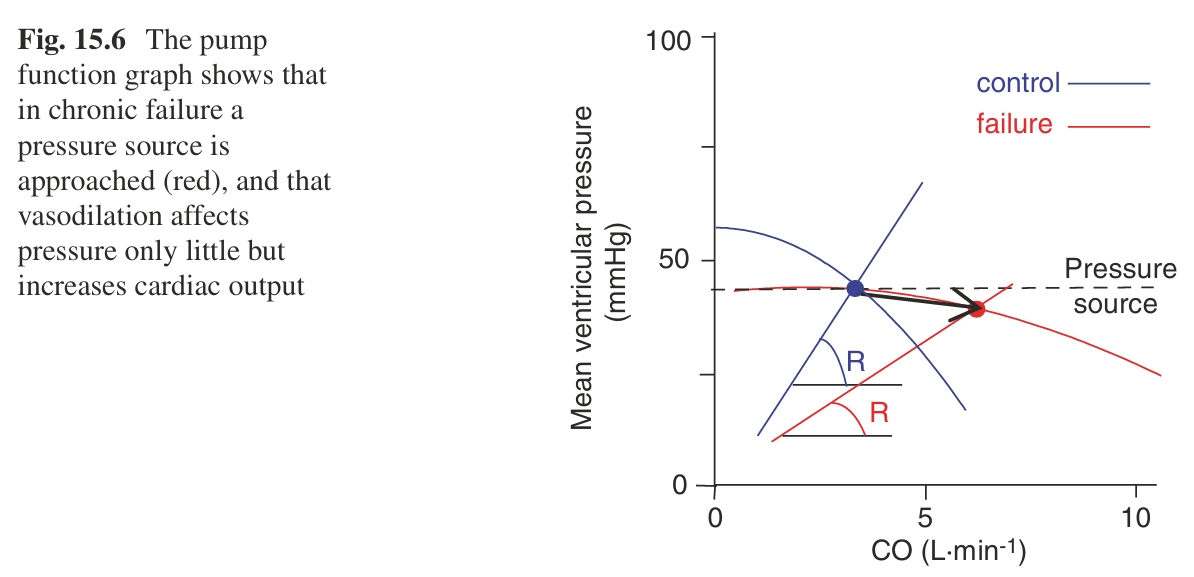 Fig. 15.6 The pump
function graph shows that
in chronic failure a
pressure source is
approached (red), and that
vasodilation affects
pressure only little but
increases cardiac output
100
control
failure
Mean ventricular pressure
(mmHg)
50
Pressure
source
R
R
0
0
5
10
CO (L·min-1)